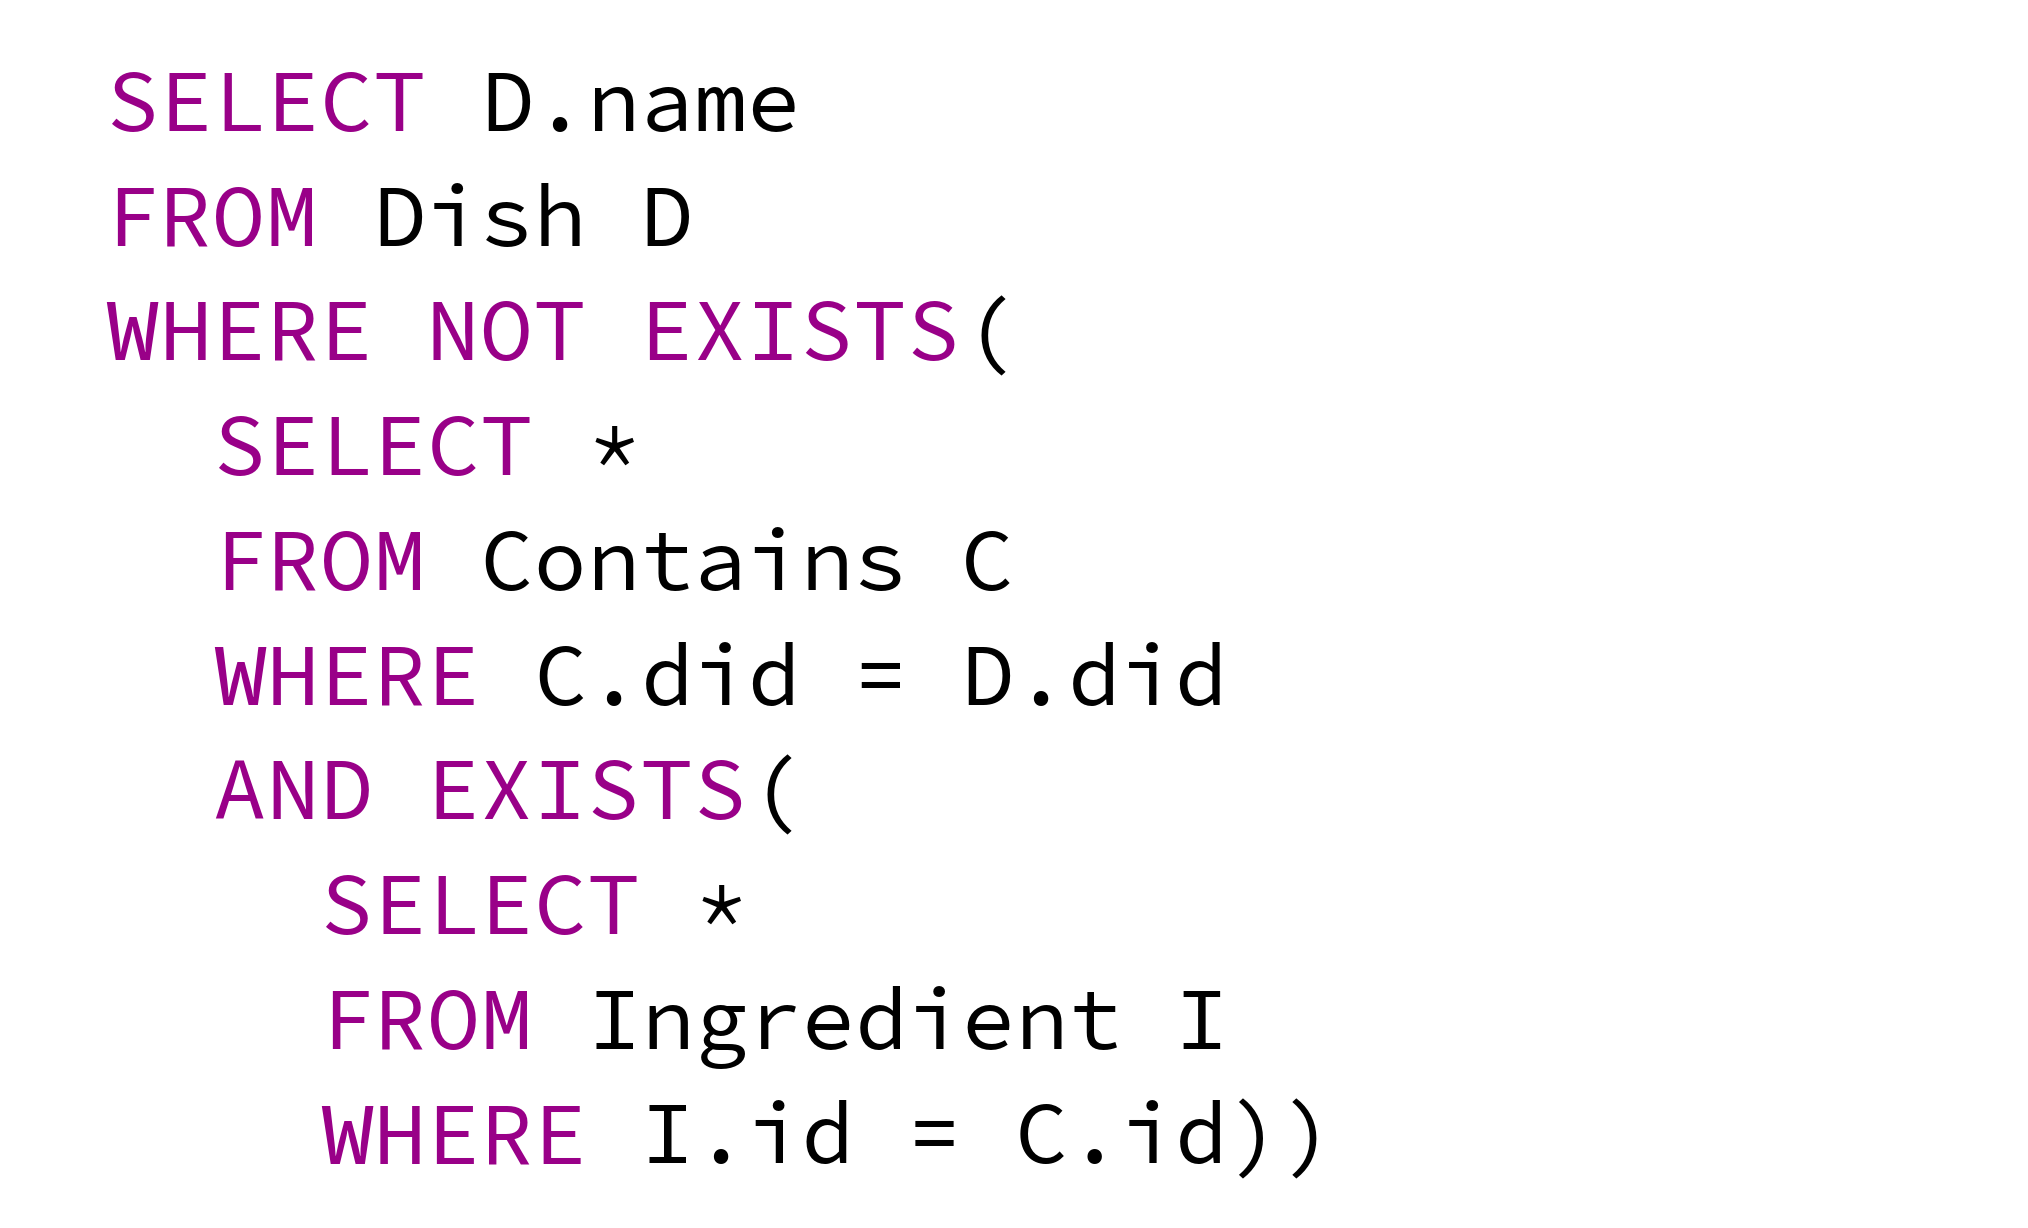 SELECT D.name
FROM Dish D
WHERE NOT EXISTS(
SELECT *
FROM Contains C
WHERE C.did = D.did
AND EXISTS(
SELECT *
FROM Ingredient I
WHERE I.id = C.id))